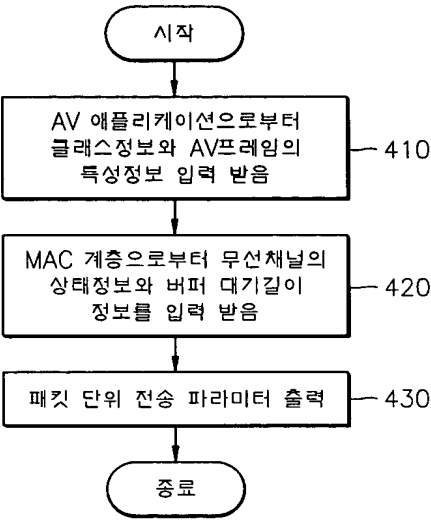 시작
AV 애플리케이션으로부터
클래스정보와 AV프레임의
특성정보 입력 받음
410
MAC 계층으로부터 무선채널의
상태정보와 버퍼 대기길이
정보를 입력 받음
420
패킷 단위 전송 파라미터 출력
430
종료